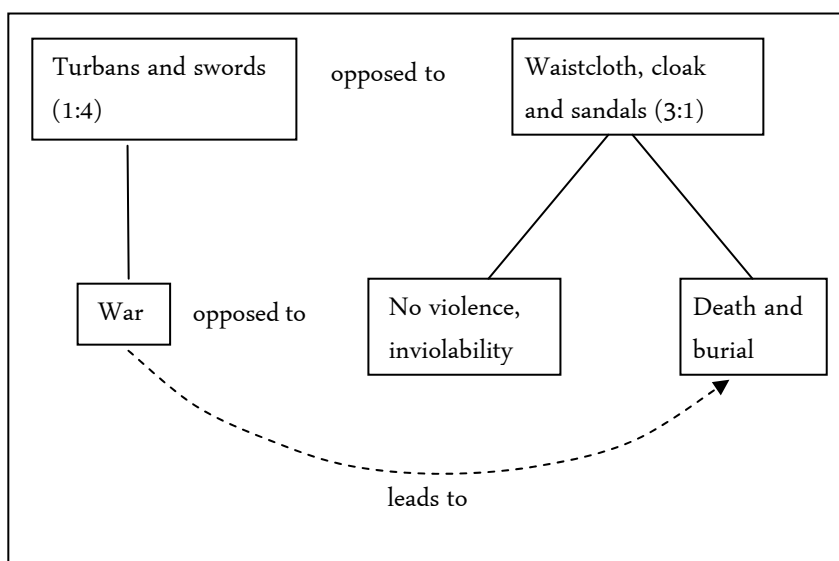 Turbans and swords
(1:4)
opposed to
Waistcloth, cloak
and sandals (3:1)
War
opposed to
No violence,
inviolability
Death and
burial
leads to